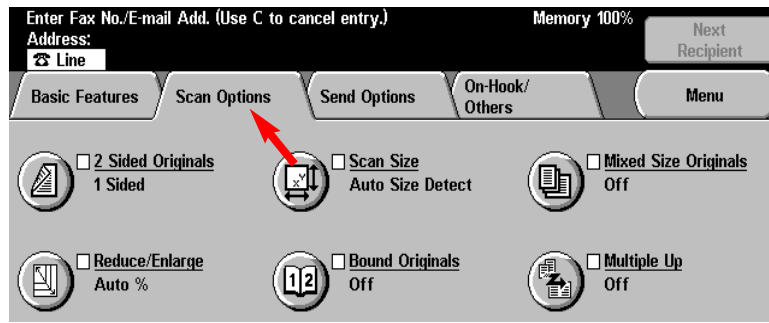 Enter Fax No./E-mail Add. (Use C to cancel entry.) Memory 100%
Address:
☎ Line
Next
Recipient
Basic Features Scan Options Send Options On-Hook/
Others
Menu
2 Sided Originals
1 Sided
Scan Size
Auto Size Detect
Mixed Size Originals
Off
Reduce/Enlarge
Auto %
Bound Originals
Off
Multiple Up
Off
X Y
1 2